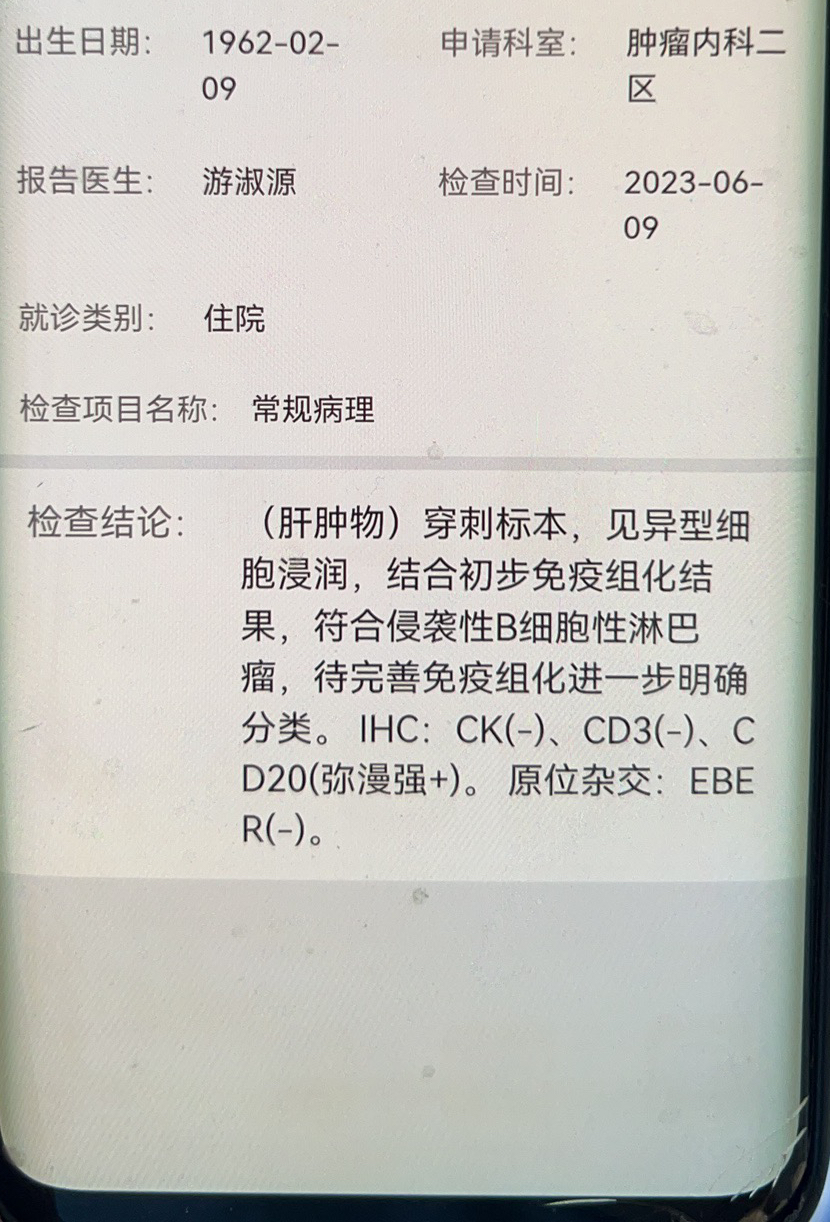 出生日期： 1962-02- 申请科室： 肿瘤内科二
09 区
报告医生： 游淑源 检查时间： 2023-06-
09
就诊类别： 住院
检查项目名称： 常规病理
检查结论： （肝肿物）穿刺标本，见异型细
胞浸润，结合初步免疫组化结
果，符合侵袭性B细胞性淋巴
瘤，待完善免疫组化进一步明确
分类。 IHC：CK(-)、CD3(-)、C
D20(弥漫强+)。 原位杂交：EBE
R(-)。